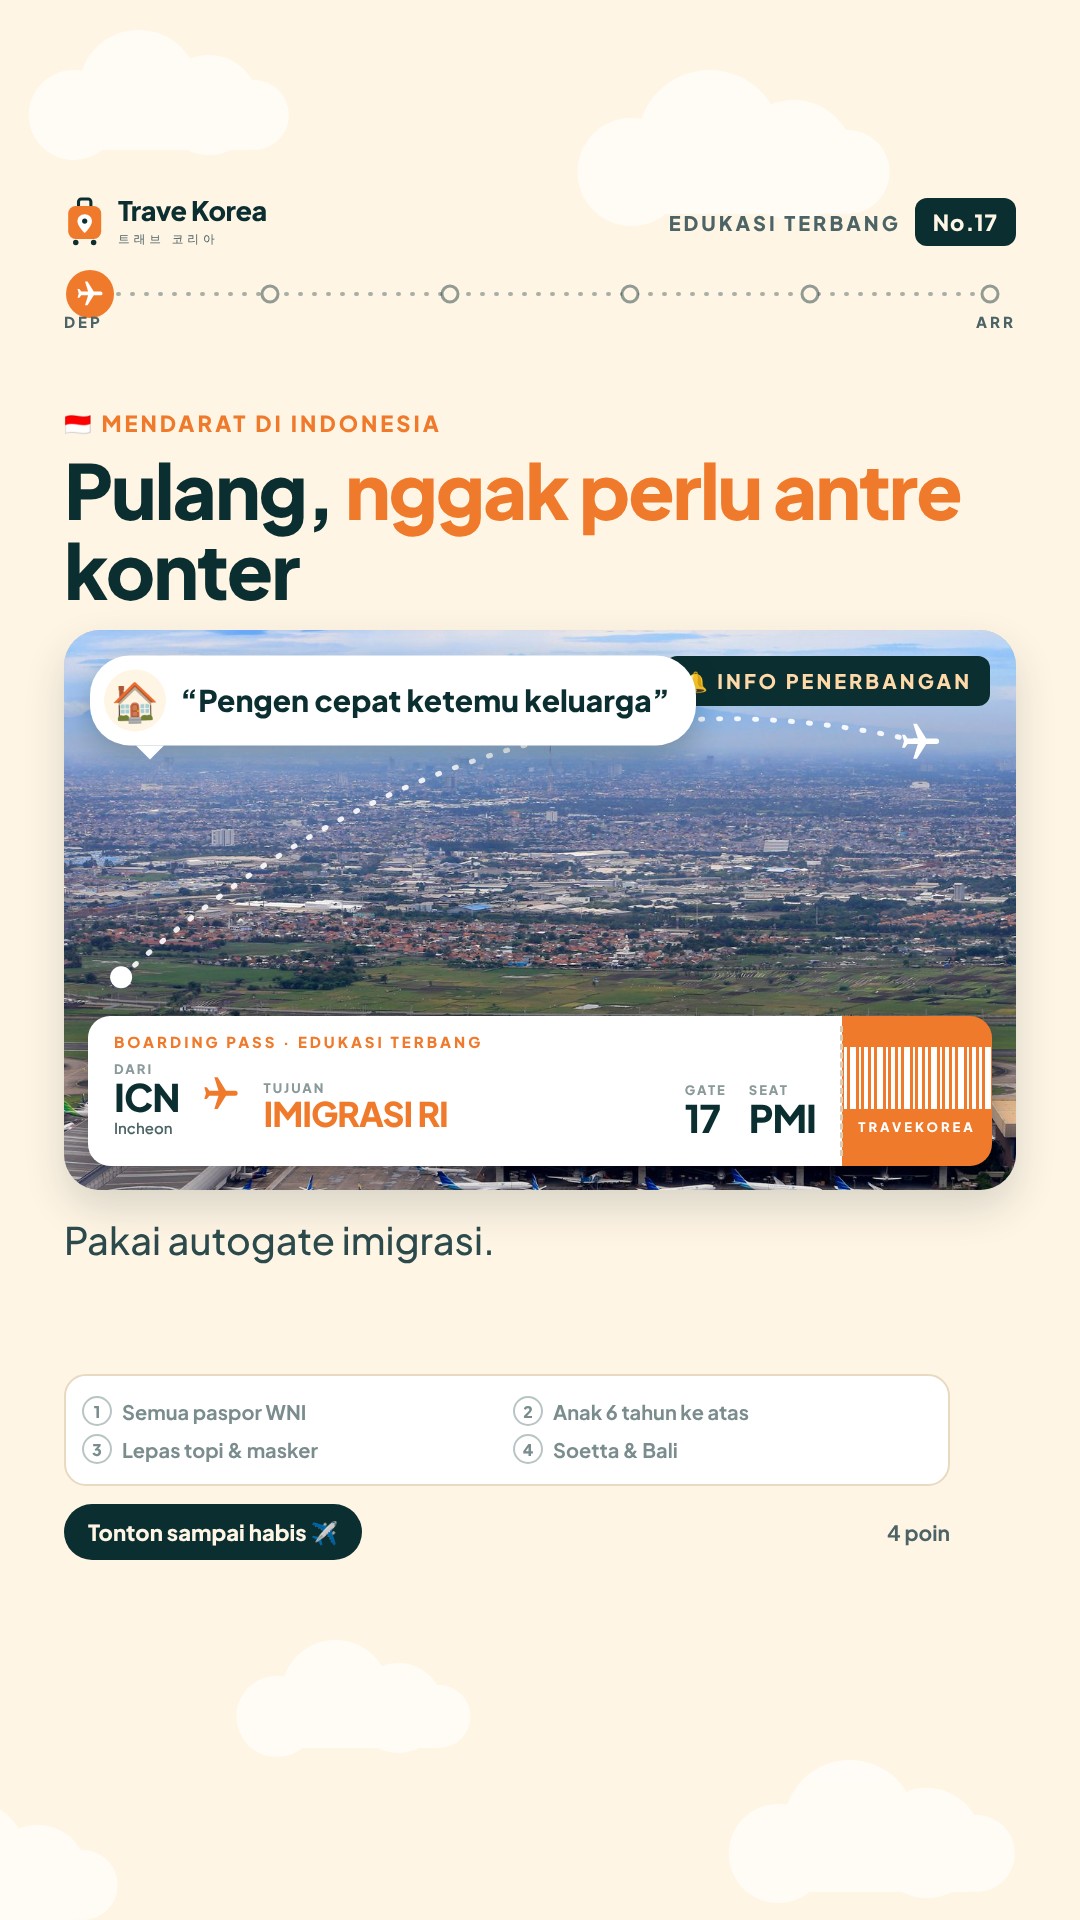 Trave Korea
트래브 코리아
EDUKASI TERBANG
No.17
DEP
ARR
🇮🇩 MENDARAT DI INDONESIA
Pulang, nggak perlu antre
konter
🏠 “Pengen cepat ketemu keluarga”
🔔 INFO PENERBANGAN
BOARDING PASS · EDUKASI TERBANG
DARI
ICN
Incheon
TUJUAN
IMIGRASI RI
GATE
17
SEAT
PMI
TRAVEKOREA
Pakai autogate imigrasi.
1 Semua paspor WNI
2 Anak 6 tahun ke atas
3 Lepas topi & masker
4 Soetta & Bali
Tonton sampai habis ✈️
4 poin